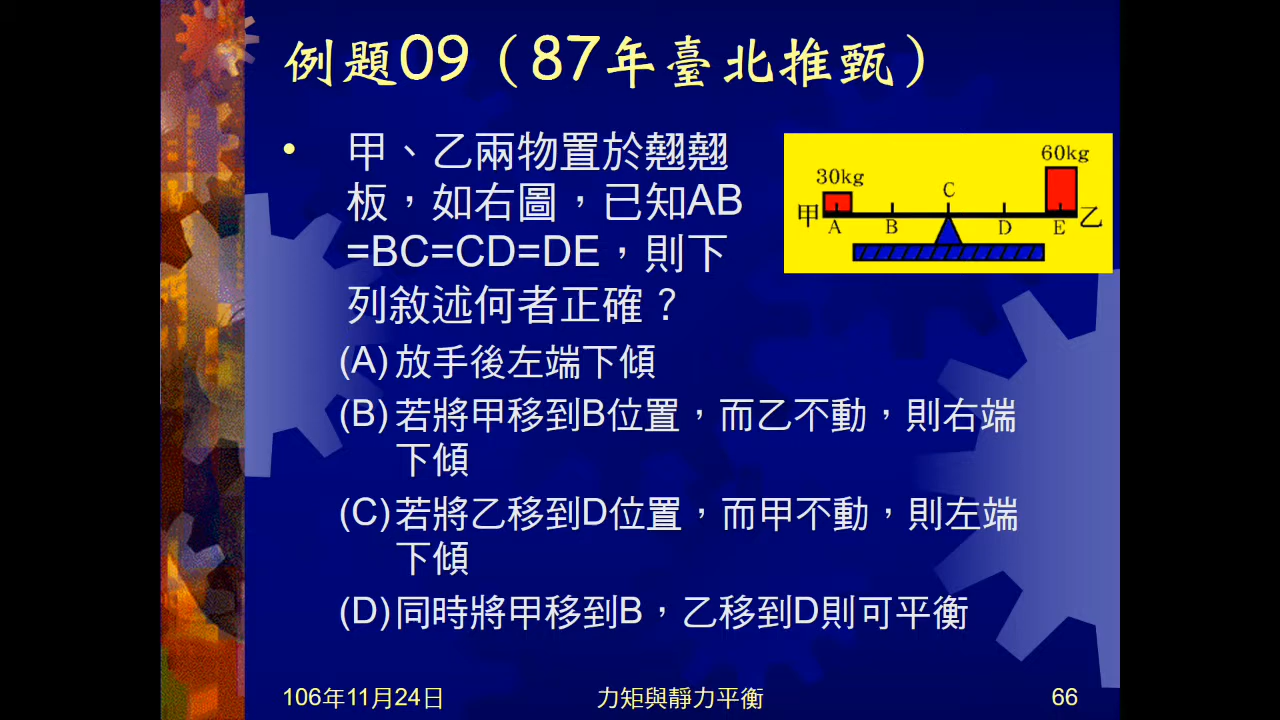 例題09（87年臺北推甄）
• 甲、乙兩物置於翹翹
板，如右圖，已知AB
=BC=CD=DE，則下
列敘述何者正確？
60kg
30kg
C
甲
乙
A
B
D
E
(A)放手後左端下傾
(B)若將甲移到B位置，而乙不動，則右端
下傾
(C)若將乙移到D位置，而甲不動，則左端
下傾
(D)同時將甲移到B，乙移到D則可平衡
106年11月24日
力矩與靜力平衡
66